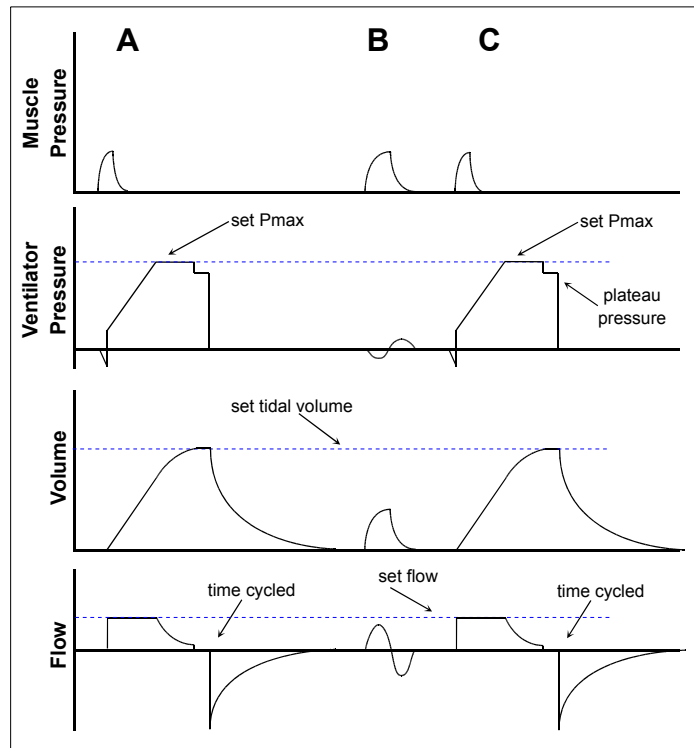 A B C
Muscle
Pressure
set Pmax
set Pmax
Ventilator
Pressure
plateau
pressure
set tidal volume
Volume
set flow
time cycled
time cycled
Flow